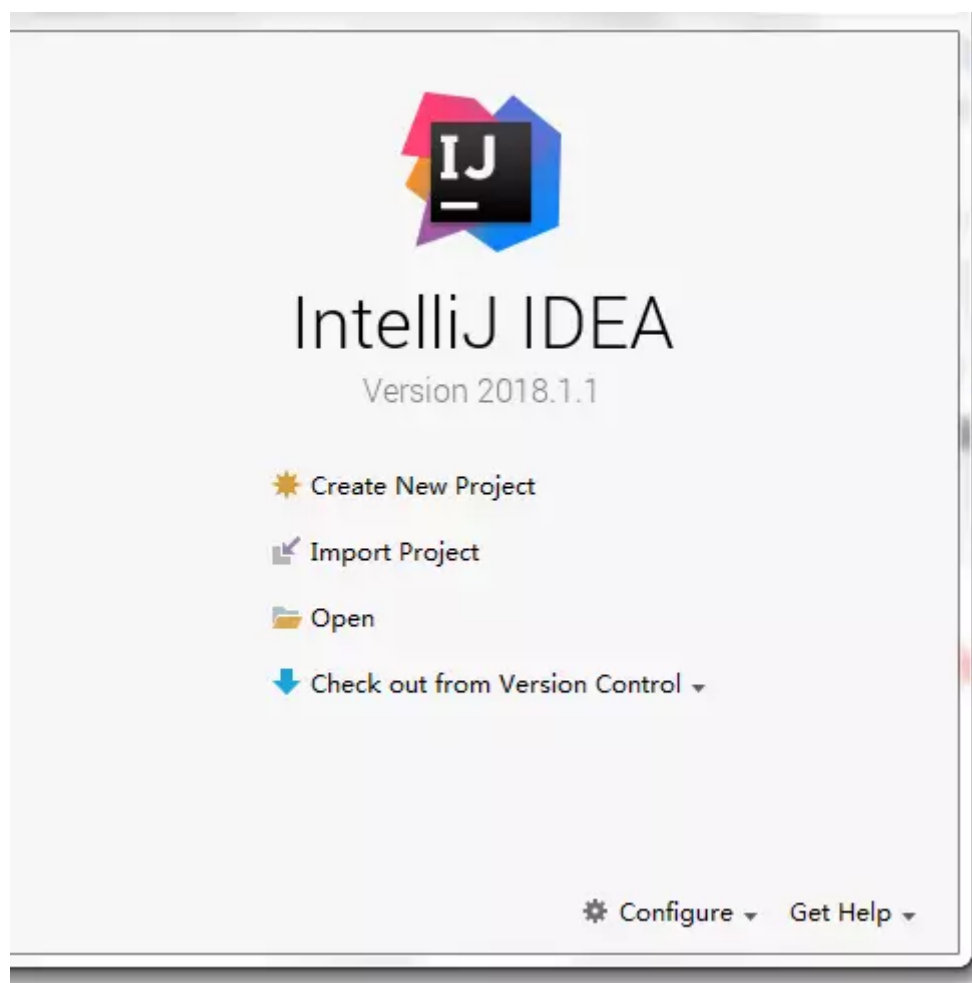 IJ
IntelliJ IDEA
Version 2018.1.1
Create New Project
Import Project
Open
Check out from Version Control
Configure Get Help